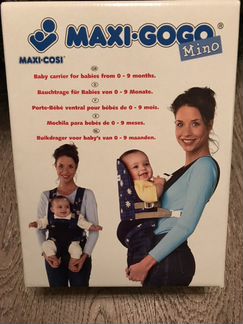 MAXI-GOGO®
Mino
MAXI-COSI®
GB
Baby carrier for babies from 0 - 9 months.
D
Bauchtrage für Babies von 0 - 9 Monate.
F
Porte-Bébé ventral pour bébés de 0 - 9 mois.
E
Mochila para bebés de 0 - 9 meses.
NL
Buikdrager voor baby's van 0 - 9 maanden.